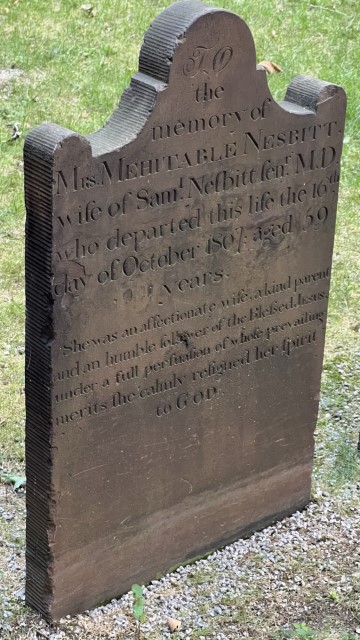 TO
the
memory of
MRS. MEHITABLE NESBITT.
wife of Samᵗ. Neſbitt ſenʳ. M.D.
who departed this life the 16ᵗʰ
day of October 1807. aged 59
years.
She was an affectionate wife, a kind parent
and an humble follower of the Bleſsed Jesus,
under a full perſuaſion of whoſe prevailing
merits ſhe calmly reſigned her ſpirit
to GOD.